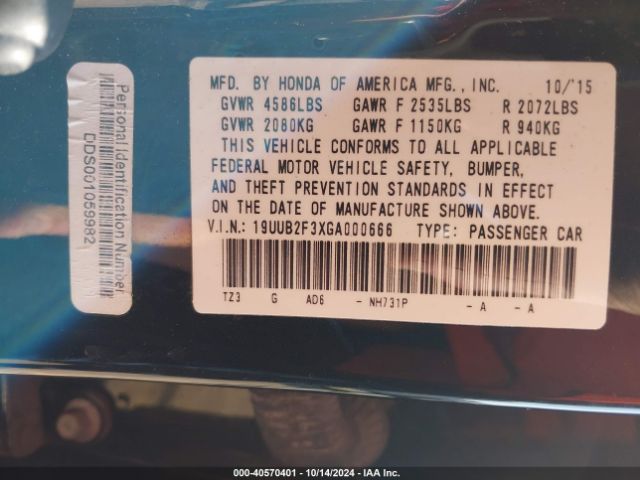 MFD. BY HONDA OF AMERICA MFG., INC. 10/'15
GVWR 4586LBS GAWR F 2535LBS R 2072LBS
GVWR 2080KG GAWR F 1150KG R 940KG
THIS VEHICLE CONFORMS TO ALL APPLICABLE
FEDERAL MOTOR VEHICLE SAFETY, BUMPER,
AND THEFT PREVENTION STANDARDS IN EFFECT
ON THE DATE OF MANUFACTURE SHOWN ABOVE.
V.I.N.: 19UUB2F3XGA000666 TYPE: PASSENGER CAR
TZ3 G AD6 - NH731P - A - A
Personal Identification Number
DDS001059982
000-40570401 | 10/14/2024 | IAA Inc.